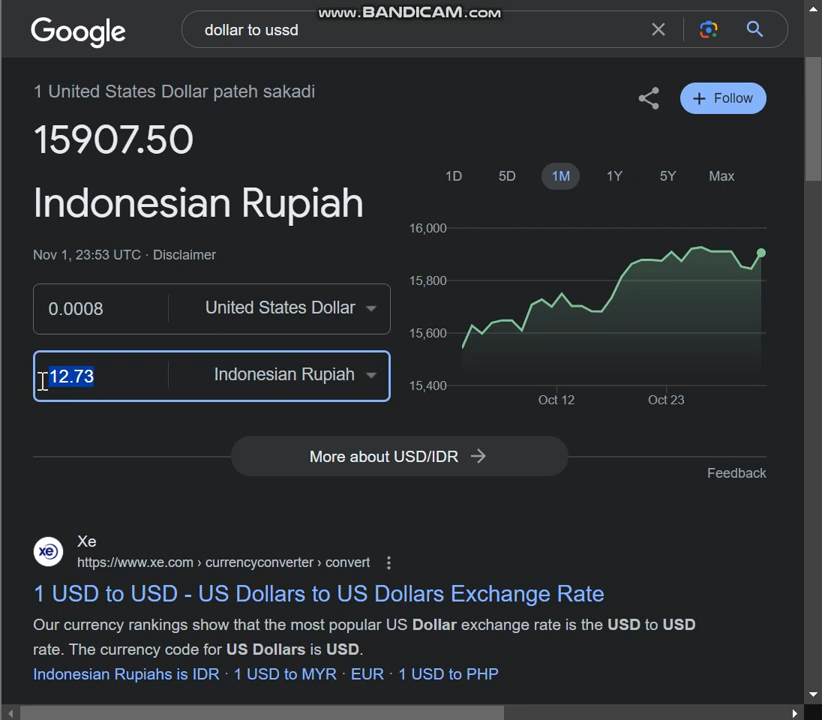 www.BANDICAM.com
Google
dollar to ussd
1 United States Dollar pateh sakadi
15907.50
Indonesian Rupiah
Nov 1, 23:53 UTC · Disclaimer
Follow
1D 5D 1M 1Y 5Y Max
0.0008 United States Dollar
12.73 Indonesian Rupiah
16,000
15,800
15,600
15,400
Oct 12 Oct 23
More about USD/IDR
Feedback
xe
Xe
https://www.xe.com › currencyconverter › convert
1 USD to USD - US Dollars to US Dollars Exchange Rate
Our currency rankings show that the most popular US Dollar exchange rate is the USD to USD
rate. The currency code for US Dollars is USD.
Indonesian Rupiahs is IDR · 1 USD to MYR · EUR · 1 USD to PHP